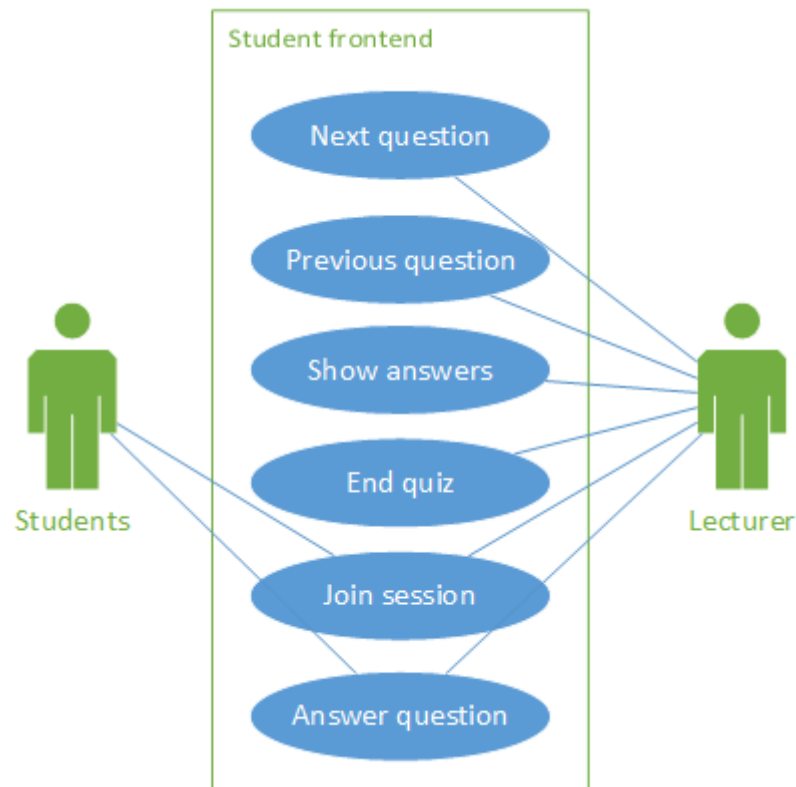 Student frontend
Next question
Previous question
Show answers
End quiz
Students
Lecturer
Join session
Answer question